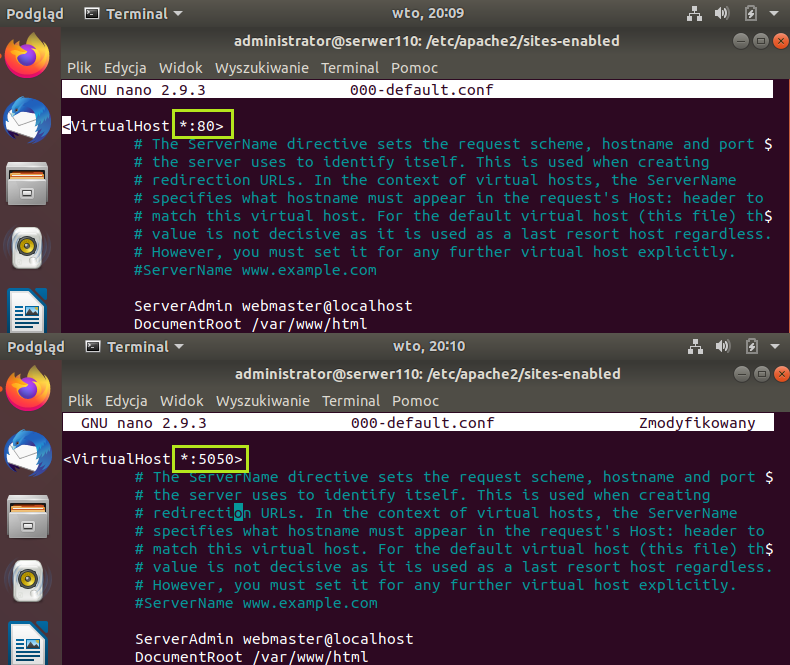 Podgląd Terminal wto, 20:09
administrator@serwer110: /etc/apache2/sites-enabled
Plik Edycja Widok Wyszukiwanie Terminal Pomoc
GNU nano 2.9.3 000-default.conf
<VirtualHost *:80>
# The ServerName directive sets the request scheme, hostname and port $
# the server uses to identify itself. This is used when creating
# redirection URLs. In the context of virtual hosts, the ServerName
# specifies what hostname must appear in the request's Host: header to
# match this virtual host. For the default virtual host (this file) th$
# value is not decisive as it is used as a last resort host regardless.
# However, you must set it for any further virtual host explicitly.
#ServerName www.example.com
ServerAdmin webmaster@localhost
DocumentRoot /var/www/html
Podgląd Terminal wto, 20:10
administrator@serwer110: /etc/apache2/sites-enabled
Plik Edycja Widok Wyszukiwanie Terminal Pomoc
GNU nano 2.9.3 000-default.conf Zmodyfikowany
<VirtualHost *:5050>
# The ServerName directive sets the request scheme, hostname and port $
# the server uses to identify itself. This is used when creating
# redirection URLs. In the context of virtual hosts, the ServerName
# specifies what hostname must appear in the request's Host: header to
# match this virtual host. For the default virtual host (this file) th$
# value is not decisive as it is used as a last resort host regardless.
# However, you must set it for any further virtual host explicitly.
#ServerName www.example.com
ServerAdmin webmaster@localhost
DocumentRoot /var/www/html